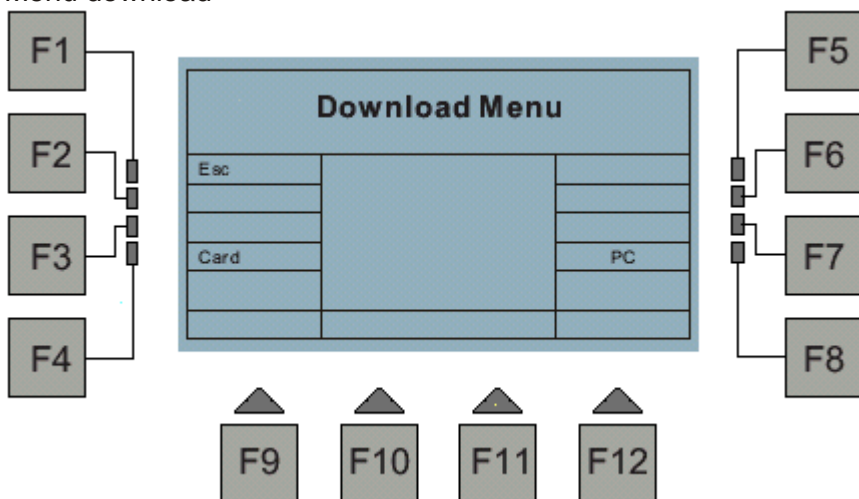 Menu download
F1
F5
Download Menu
F2
F6
Esc
F3
F7
Card
PC
F4
F8
F9
F10
F11
F12